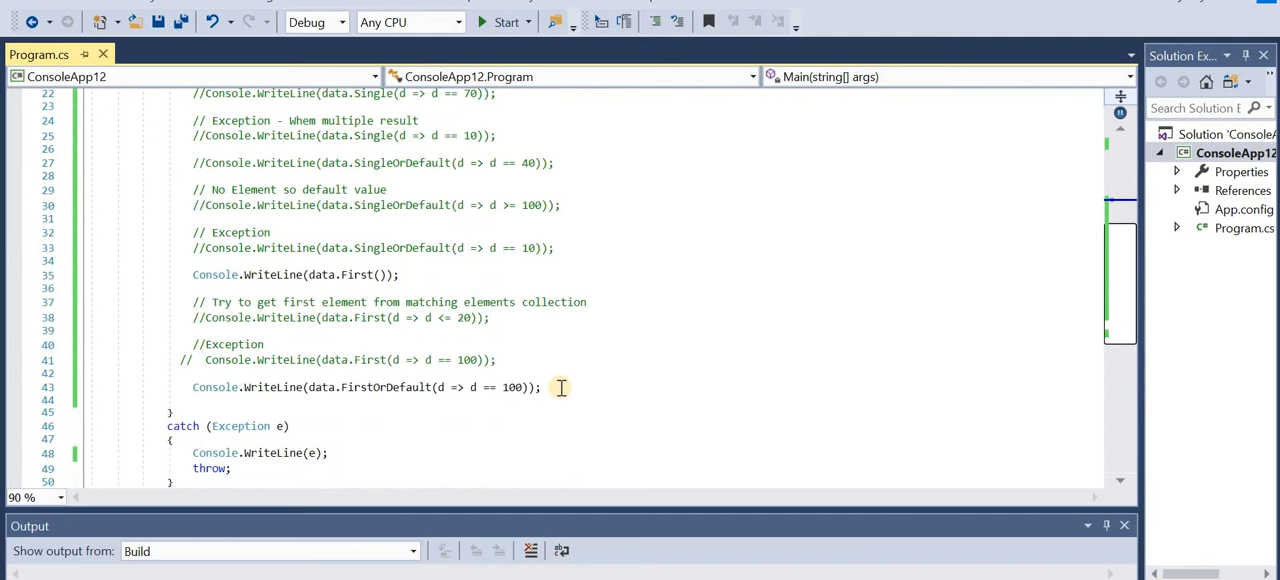 Debug
Any CPU
Start
Program.cs
ConsoleApp12
ConsoleApp12.Program
Main(string[] args)
22 //Console.WriteLine(data.Single(d => d == 70));
23
24 // Exception - Whem multiple result
25 //Console.WriteLine(data.Single(d => d == 10));
26
27 //Console.WriteLine(data.SingleOrDefault(d => d == 40));
28
29 // No Element so default value
30 //Console.WriteLine(data.SingleOrDefault(d => d >= 100));
31
32 // Exception
33 //Console.WriteLine(data.SingleOrDefault(d => d == 10));
34
35 Console.WriteLine(data.First());
36
37 // Try to get first element from matching elements collection
38 //Console.WriteLine(data.First(d => d <= 20));
39
40 //Exception
41 // Console.WriteLine(data.First(d => d == 100));
42
43 Console.WriteLine(data.FirstOrDefault(d => d == 100));
44
45 }
46 catch (Exception e)
47 {
48 Console.WriteLine(e);
49 throw;
50 }
90 %
Output
Show output from: Build
Solution Ex...
Search Solution E
Solution 'ConsoleA
ConsoleApp12
Properties
References
App.config
Program.cs